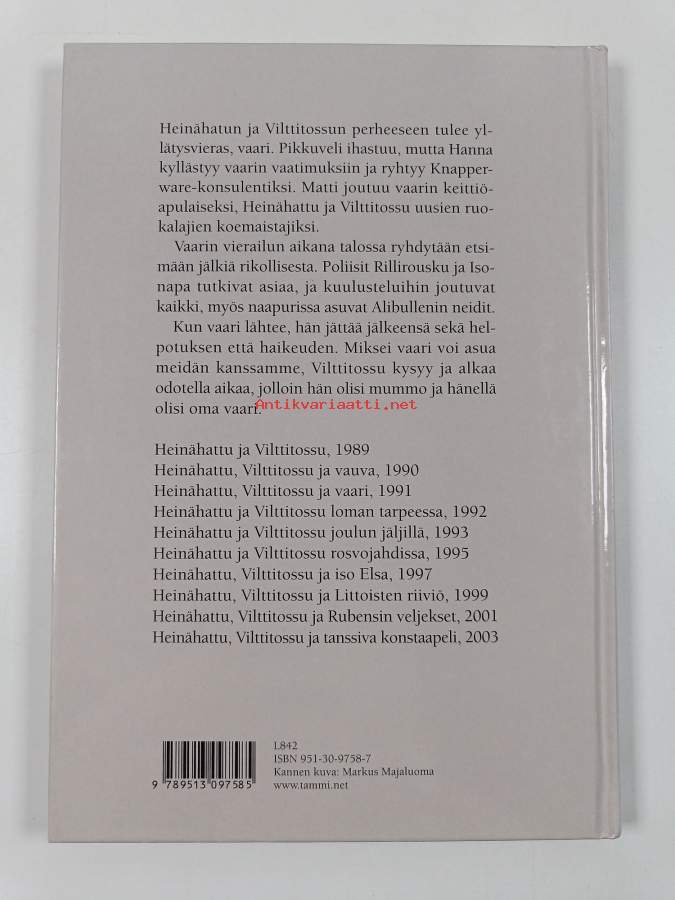 Heinähatun ja Vilttitossun perheeseen tulee yl-
lätysvieras, vaari. Pikkuveli ihastuu, mutta Hanna
kyllästyy vaarin vaatimuksiin ja ryhtyy Knapper-
ware-konsulentiksi. Matti joutuu vaarin keittiö-
apulaiseksi, Heinähattu ja Vilttitossu uusien ruo-
kalajien koemaistajiksi.
Vaarin vierailun aikana talossa ryhdytään etsi-
mään jälkiä rikollisesta. Poliisit Rillirousku ja Iso-
napa tutkivat asiaa, ja kuulusteluihin joutuvat
kaikki, myös naapurissa asuvat Alibullenin neidit.
Kun vaari lähtee, hän jättää jälkeensä sekä hel-
potuksen että haikeuden. Miksei vaari voi asua
meidän kanssamme, Vilttitossu kysyy ja alkaa
odotella aikaa, jolloin hän olisi mummo ja hänellä
olisi oma vaari.
Antikvariaatti.net
Heinähattu ja Vilttitossu, 1989
Heinähattu, Vilttitossu ja vauva, 1990
Heinähattu, Vilttitossu ja vaari, 1991
Heinähattu ja Vilttitossu loman tarpeessa, 1992
Heinähattu ja Vilttitossu joulun jäljillä, 1993
Heinähattu ja Vilttitossu rosvojahdissa, 1995
Heinähattu, Vilttitossu ja iso Elsa, 1997
Heinähattu, Vilttitossu ja Littoisten riiviö, 1999
Heinähattu, Vilttitossu ja Rubensin veljekset, 2001
Heinähattu, Vilttitossu ja tanssiva konstaapeli, 2003
L842
ISBN 951-30-9758-7
Kannen kuva: Markus Majaluoma
www.tammi.net
9 789513 097585